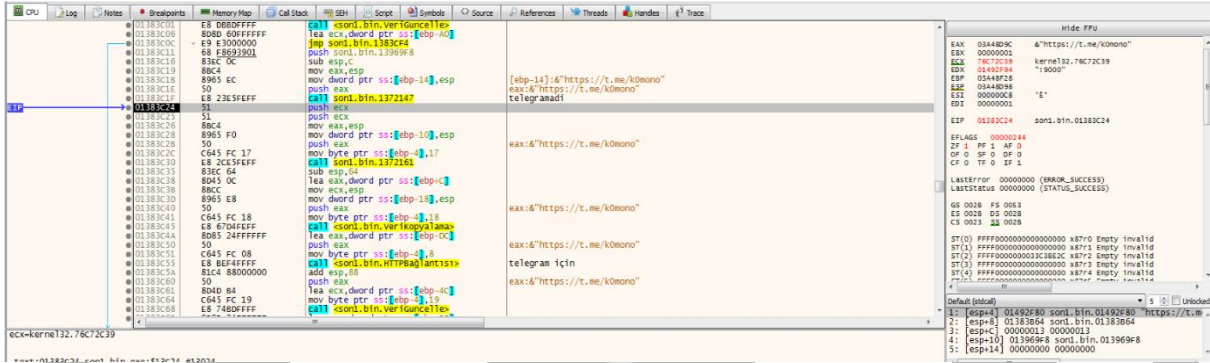 CPU Log Notes Breakpoints Memory Map Call Stack SEH Script Symbols Source References Threads Handles Trace
01383C01 E8 DBBDFFFF call <son1.bin.VeriGuncelle>
01383C06 8D8D 60FFFFFF lea ecx,dword ptr ss:[ebp-A0]
01383C0C E9 E3000000 jmp son1.bin.1383CF4
01383C11 68 F8693901 push son1.bin.13969F8
01383C16 83EC 0C sub esp,C
01383C19 8BC4 mov eax,esp
01383C1B 8965 EC mov dword ptr ss:[ebp-14],esp [ebp-14]:&"https://t.me/k0mono"
01383C1E 50 push eax eax:&"https://t.me/k0mono"
01383C1F E8 23E5FEFF call son1.bin.1372147 telegramadi
EIP 01383C24 51 push ecx
01383C25 51 push ecx
01383C26 8BC4 mov eax,esp
01383C28 8965 F0 mov dword ptr ss:[ebp-10],esp
01383C2B 50 push eax eax:&"https://t.me/k0mono"
01383C2C C645 FC 17 mov byte ptr ss:[ebp-4],17
01383C30 E8 2CE5FEFF call son1.bin.1372161
01383C35 83EC 64 sub esp,64
01383C38 8D45 0C lea eax,dword ptr ss:[ebp+C]
01383C3B 8BCC mov ecx,esp
01383C3D 8965 E8 mov dword ptr ss:[ebp-18],esp
01383C40 50 push eax eax:&"https://t.me/k0mono"
01383C41 C645 FC 18 mov byte ptr ss:[ebp-4],18
01383C45 E8 67D4FEFF call <son1.bin.VeriKopyalama>
01383C4A 8D85 24FFFFFF lea eax,dword ptr ss:[ebp-DC]
01383C50 50 push eax eax:&"https://t.me/k0mono"
01383C51 C645 FC 08 mov byte ptr ss:[ebp-4],8
01383C55 E8 BEF4FFFF call <son1.bin.HTTPBağlantısı> telegram için
01383C5A 81C4 88000000 add esp,88
01383C60 50 push eax eax:&"https://t.me/k0mono"
01383C61 8D4D B4 lea ecx,dword ptr ss:[ebp-4C]
01383C64 C645 FC 19 mov byte ptr ss:[ebp-4],19
01383C68 E8 74BDFFFF call <son1.bin.VeriGuncelle>
ecx=kernel32.76C72C39
.text:01383C24 son1.bin.exe:$13C24 #13024
Hide FPU
EAX 03A48D9C &"https://t.me/k0mono"
EBX 00000001
ECX 76C72C39 kernel32.76C72C39
EDX 01492F94 ":9000"
EBP 03A48F28
ESP 03A48D98
ESI 000000C8 'È'
EDI 00000001
EIP 01383C24 son1.bin.01383C24
EFLAGS 00000244
ZF 1 PF 1 AF 0
OF 0 SF 0 DF 0
CF 0 TF 0 IF 1
LastError 00000000 (ERROR_SUCCESS)
LastStatus 00000000 (STATUS_SUCCESS)
GS 002B FS 0053
ES 002B DS 002B
CS 0023 SS 002B
ST(0) FFFF0000000000000000 x87r0 Empty invalid
ST(1) FFFF0000000000000000 x87r1 Empty invalid
ST(2) x87r2 Empty invalid
ST(3) FFFF0000000000000000 x87r3 Empty invalid
ST(4) FFFF0000000000000000 x87r4 Empty invalid
Default (stdcall) 5 Unlocked
1: [esp+4] 01492F80 son1.bin.01492F80 "https://t.m
2: [esp+8] 01383B64 son1.bin.01383B64
3: [esp+C] 00000013 00000013
4: [esp+10] 013969F8 son1.bin.013969F8
5: [esp+14] 00000000 00000000